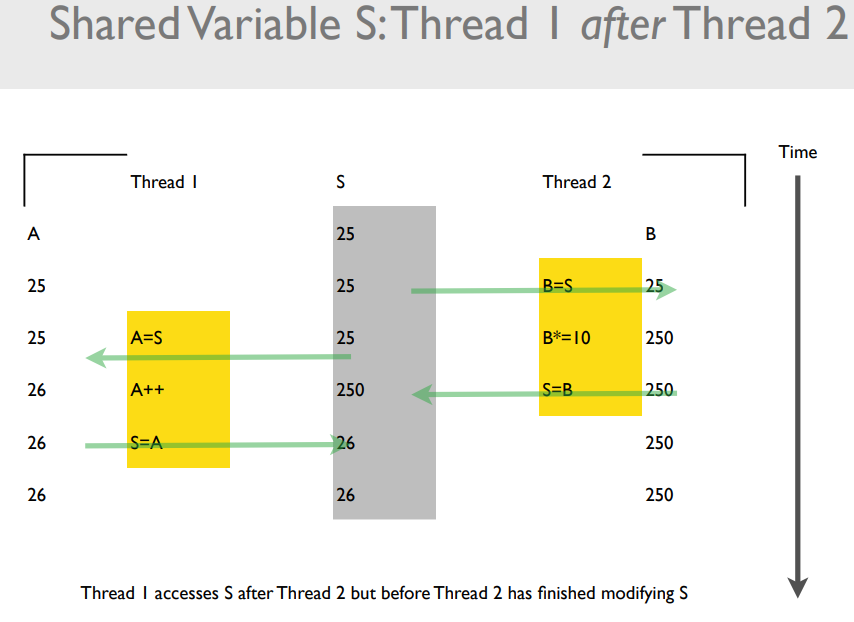 Shared Variable S: Thread 1 after Thread 2
Time
Thread 1 S Thread 2
A 25 B
25 25 B=S 25
25 A=S 25 B*=10 250
26 A++ 250 S=B 250
26 S=A 26 250
26 26 250
Thread 1 accesses S after Thread 2 but before Thread 2 has finished modifying S